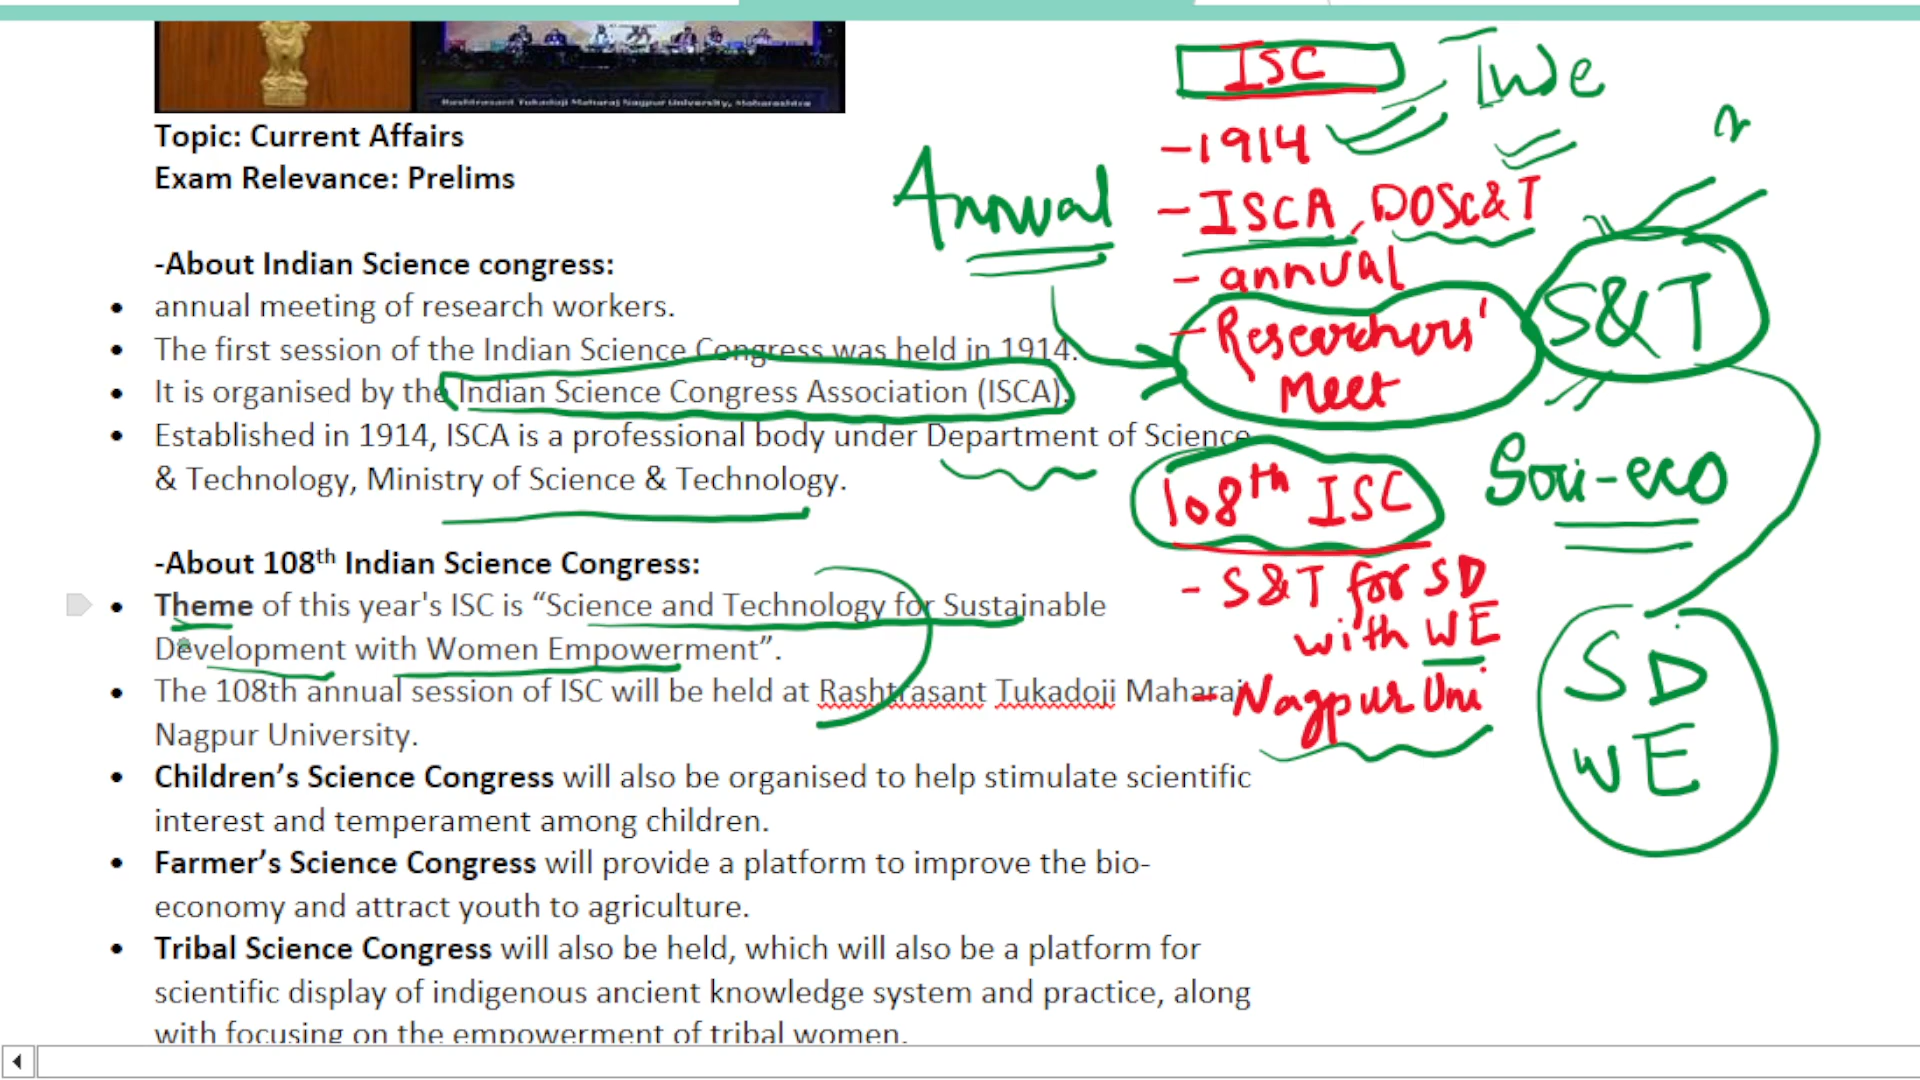 Rashtrasant Tukadoji Maharaj Nagpur University, Maharashtra
Topic: Current Affairs
Exam Relevance: Prelims
-About Indian Science congress:
• annual meeting of research workers.
• The first session of the Indian Science Congress was held in 1914.
• It is organised by the Indian Science Congress Association (ISCA).
• Established in 1914, ISCA is a professional body under Department of Science
& Technology, Ministry of Science & Technology.
-About 108th Indian Science Congress:
• Theme of this year's ISC is “Science and Technology for Sustainable
Development with Women Empowerment”.
• The 108th annual session of ISC will be held at Rashtrasant Tukadoji Maharaj
Nagpur University.
• Children’s Science Congress will also be organised to help stimulate scientific
interest and temperament among children.
• Farmer’s Science Congress will provide a platform to improve the bio-
economy and attract youth to agriculture.
• Tribal Science Congress will also be held, which will also be a platform for
scientific display of indigenous ancient knowledge system and practice, along
with focusing on the empowerment of tribal women.
Annual
ISC
-1914
-ISCA, DOSc&T
-annual
-Researchers'
Meet
108th ISC
-S&T for SD
with WE
-Nagpur Uni
S&T
SD
WE